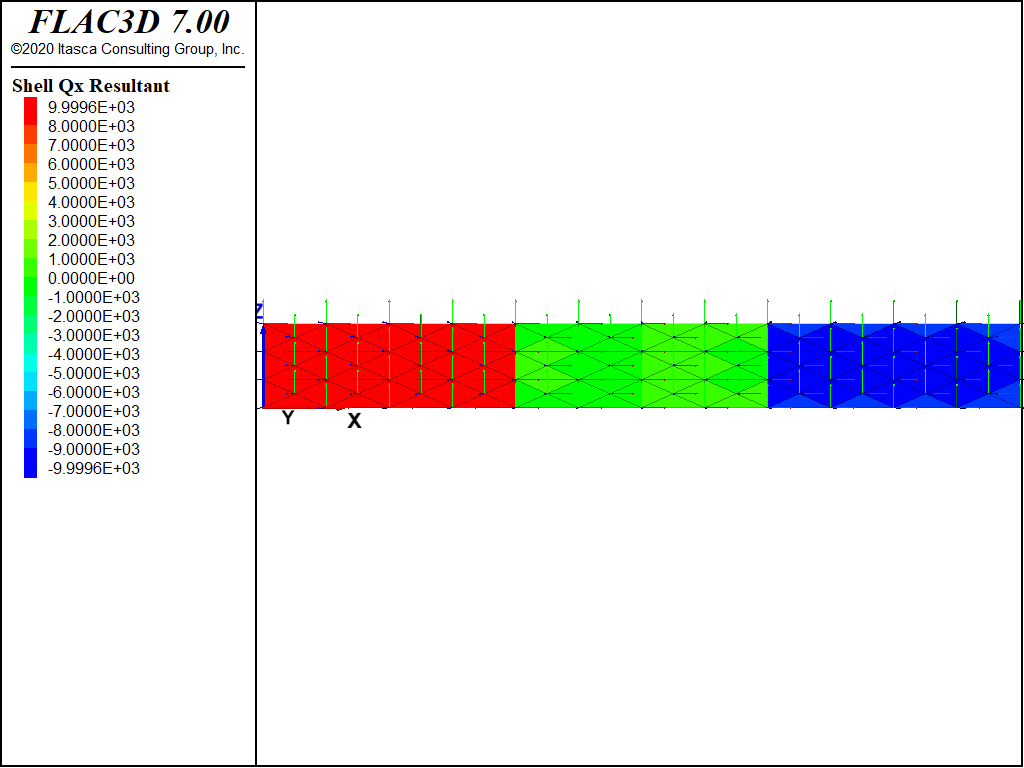 FLAC3D 7.00
©2020 Itasca Consulting Group, Inc.
Shell Qx Resultant
9.9996E+03
8.0000E+03
7.0000E+03
6.0000E+03
5.0000E+03
4.0000E+03
3.0000E+03
2.0000E+03
1.0000E+03
0.0000E+00
-1.0000E+03
-2.0000E+03
-3.0000E+03
-4.0000E+03
-5.0000E+03
-6.0000E+03
-7.0000E+03
-8.0000E+03
-9.0000E+03
-9.9996E+03
Z
Y
X